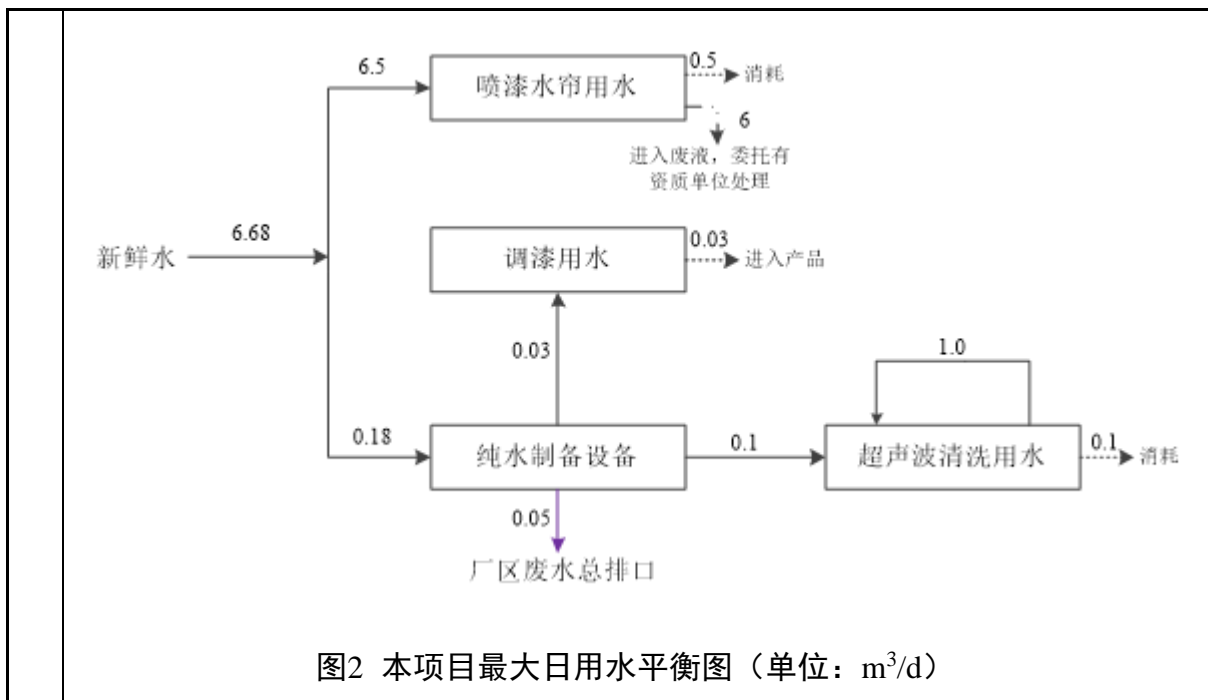 6.5
喷漆水帘用水
0.5
消耗
6
进入废液，委托有
资质单位处理
新鲜水
6.68
调漆用水
0.03
进入产品
0.03
1.0
0.18
纯水制备设备
0.1
超声波清洗用水
0.1
消耗
0.05
厂区废水总排口
图2 本项目最大日用水平衡图（单位：m³/d）